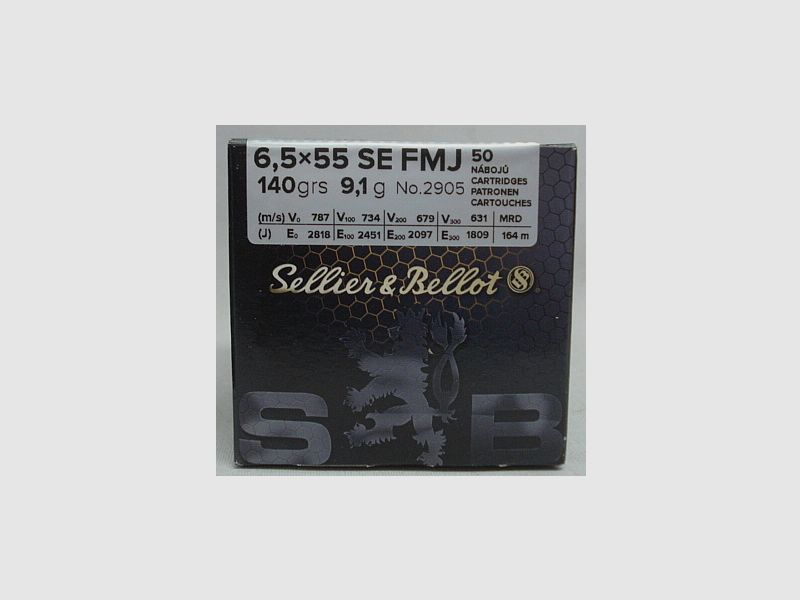 6,5×55 SE FMJ 50
NÁBOJŮ
140grs 9,1g No.2905
CARTRIDGES
PATRONEN
CARTOUCHES
(m/s) V₀ 787 V₁₀₀ 734 V₂₀₀ 679 V₃₀₀ 631 MRD
(J) E₀ 2818 E₁₀₀ 2451 E₂₀₀ 2097 E₃₀₀ 1809 164 m
Sellier & Bellot
S B